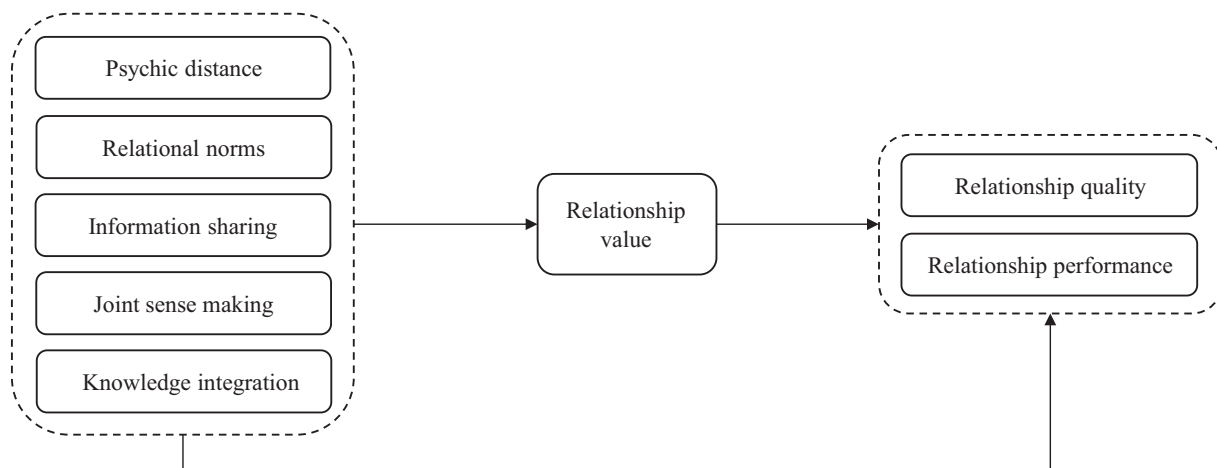 Psychic distance
Relational norms
Information sharing
Joint sense making
Knowledge integration
Relationship
value
Relationship quality
Relationship performance